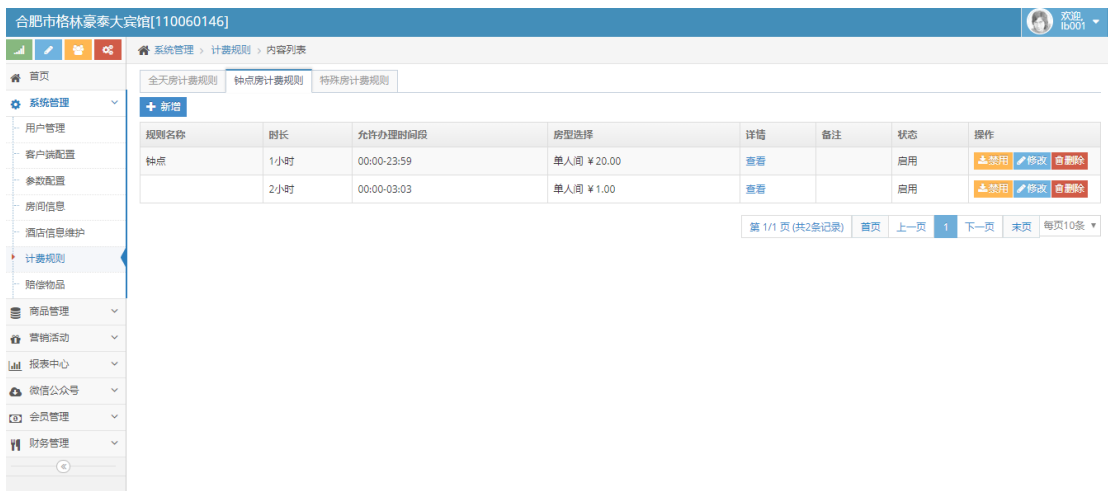 合肥市格林豪泰大宾馆[110060146]
欢迎,
lb001
系统管理 > 计费规则 > 内容列表
首页
系统管理
用户管理
客户端配置
参数配置
房间信息
酒店信息维护
计费规则
赔偿物品
商品管理
营销活动
报表中心
微信公众号
会员管理
财务管理
全天房计费规则 钟点房计费规则 特殊房计费规则
新增
规则名称 时长 允许办理时间段 房型选择 详情 备注 状态 操作
钟点 1小时 00:00-23:59 单人间 ¥20.00 查看 启用 禁用 修改 删除
2小时 00:00-03:03 单人间 ¥1.00 查看 启用 禁用 修改 删除
第 1/1 页 (共2条记录) 首页 上一页 1 下一页 末页 每页10条